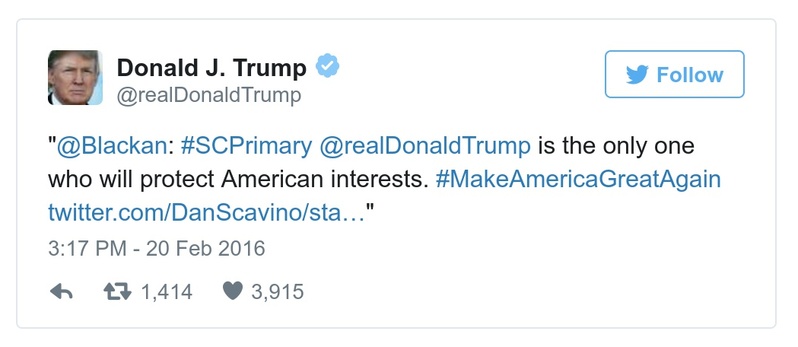 Donald J. Trump
@realDonaldTrump
Follow
"@Blackan: #SCPrimary @realDonaldTrump is the only one
who will protect American interests. #MakeAmericaGreatAgain
twitter.com/DanScavino/sta…"
3:17 PM - 20 Feb 2016
1,414 3,915